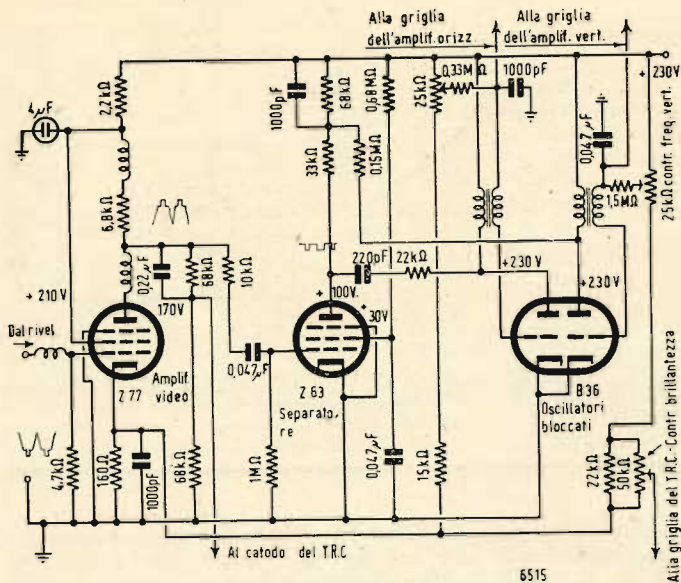 Alla griglia
dell'amplif. orizz.
Alla griglia
dell'amplif. vert.
4µF
2,2kΩ
1000pF
68kΩ
0,68MΩ
25kΩ
0,33MΩ
1000pF
+ 230V
0,047µF
25kΩ contr. freq. vert.
33kΩ
0,15MΩ
1,5MΩ
6,8kΩ
0,22µF
68kΩ
10kΩ
220pF
22kΩ
+230V
+230V
+ 210V
170V
+ 100V.
+ 30V
Dal rivel.
Amplif.
video
Z 77
0,047µF
Z 63
Separato_
re
B36
Oscillatori
bloccati
4,7kΩ
160Ω
1000pF
68kΩ
1MΩ
0,047µF
15kΩ
22kΩ
50kΩ
Alla griglia del T.R.C.-Contr. brillantezza
Al catodo del T.R.C
6515